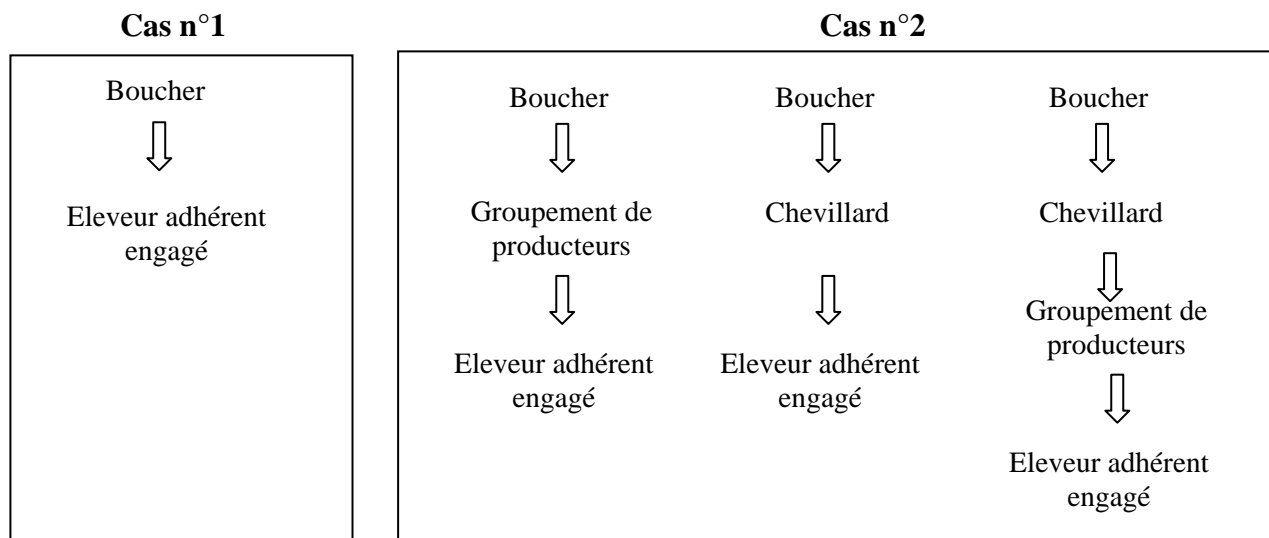 Cas n°1
Boucher
Eleveur adhérent
engagé
Cas n°2
Boucher
Groupement de
producteurs
Eleveur adhérent
engagé
Boucher
Chevillard
Eleveur adhérent
engagé
Boucher
Chevillard
Groupement de
producteurs
Eleveur adhérent
engagé